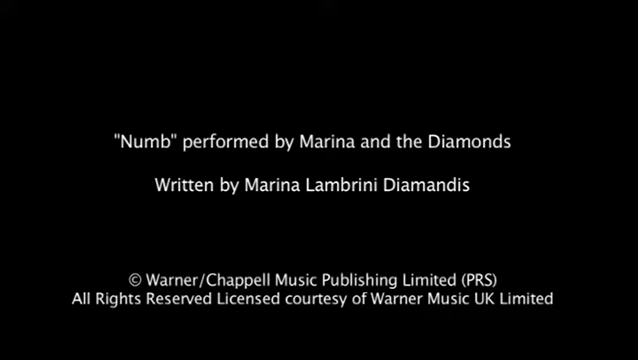 "Numb" performed by Marina and the Diamonds
Written by Marina Lambrini Diamandis
© Warner/Chappell Music Publishing Limited (PRS)
All Rights Reserved Licensed courtesy of Warner Music UK Limited